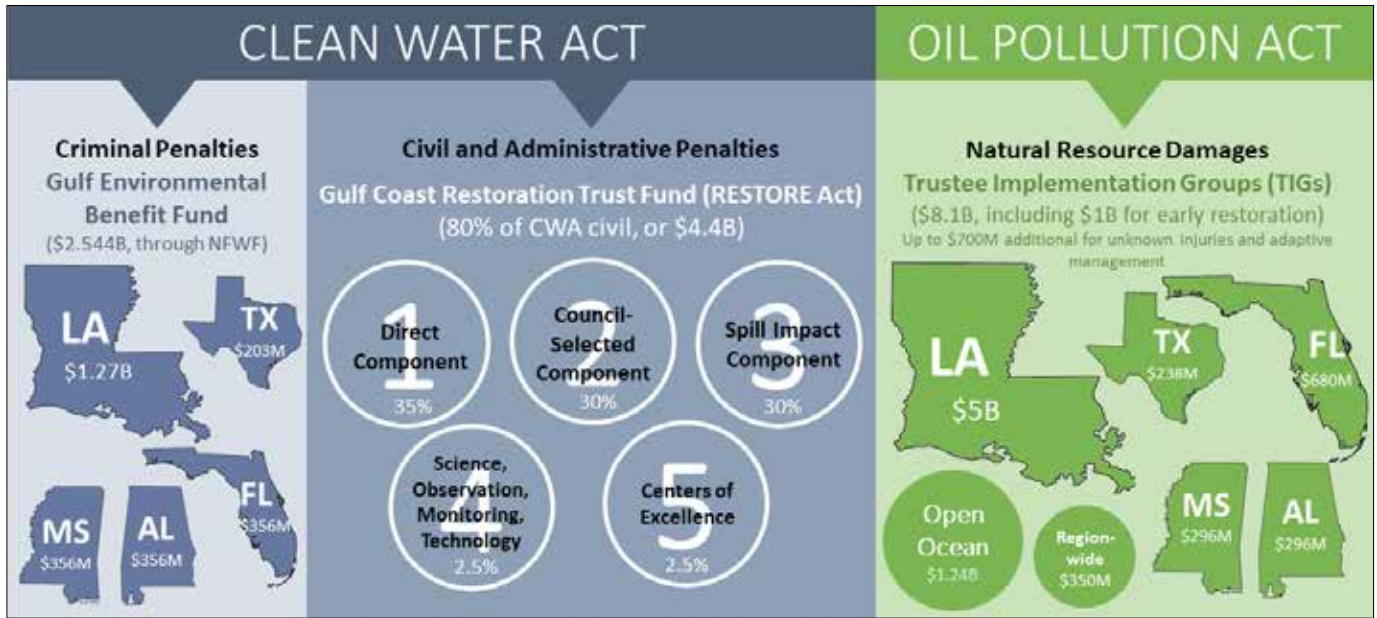 CLEAN WATER ACT
OIL POLLUTION ACT
Criminal Penalties
Gulf Environmental
Benefit Fund
($2.544B, through NFWF)
LA
$1.27B
TX
$203M
MS
$356M
AL
$356M
FL
$356M
Civil and Administrative Penalties
Gulf Coast Restoration Trust Fund (RESTORE Act)
(80% of CWA civil, or $4.4B)
1
Direct
Component
35%
2
Council-
Selected
Component
30%
3
Spill Impact
Component
30%
4
Science,
Observation,
Monitoring,
Technology
2.5%
5
Centers of
Excellence
2.5%
Natural Resource Damages
Trustee Implementation Groups (TIGs)
($8.1B, including $1B for early restoration)
Up to $700M additional for unknown injuries and adaptive
management
LA
$5B
TX
$238M
FL
$680M
Open
Ocean
$1.24B
Region-
wide
$350M
MS
$296M
AL
$296M